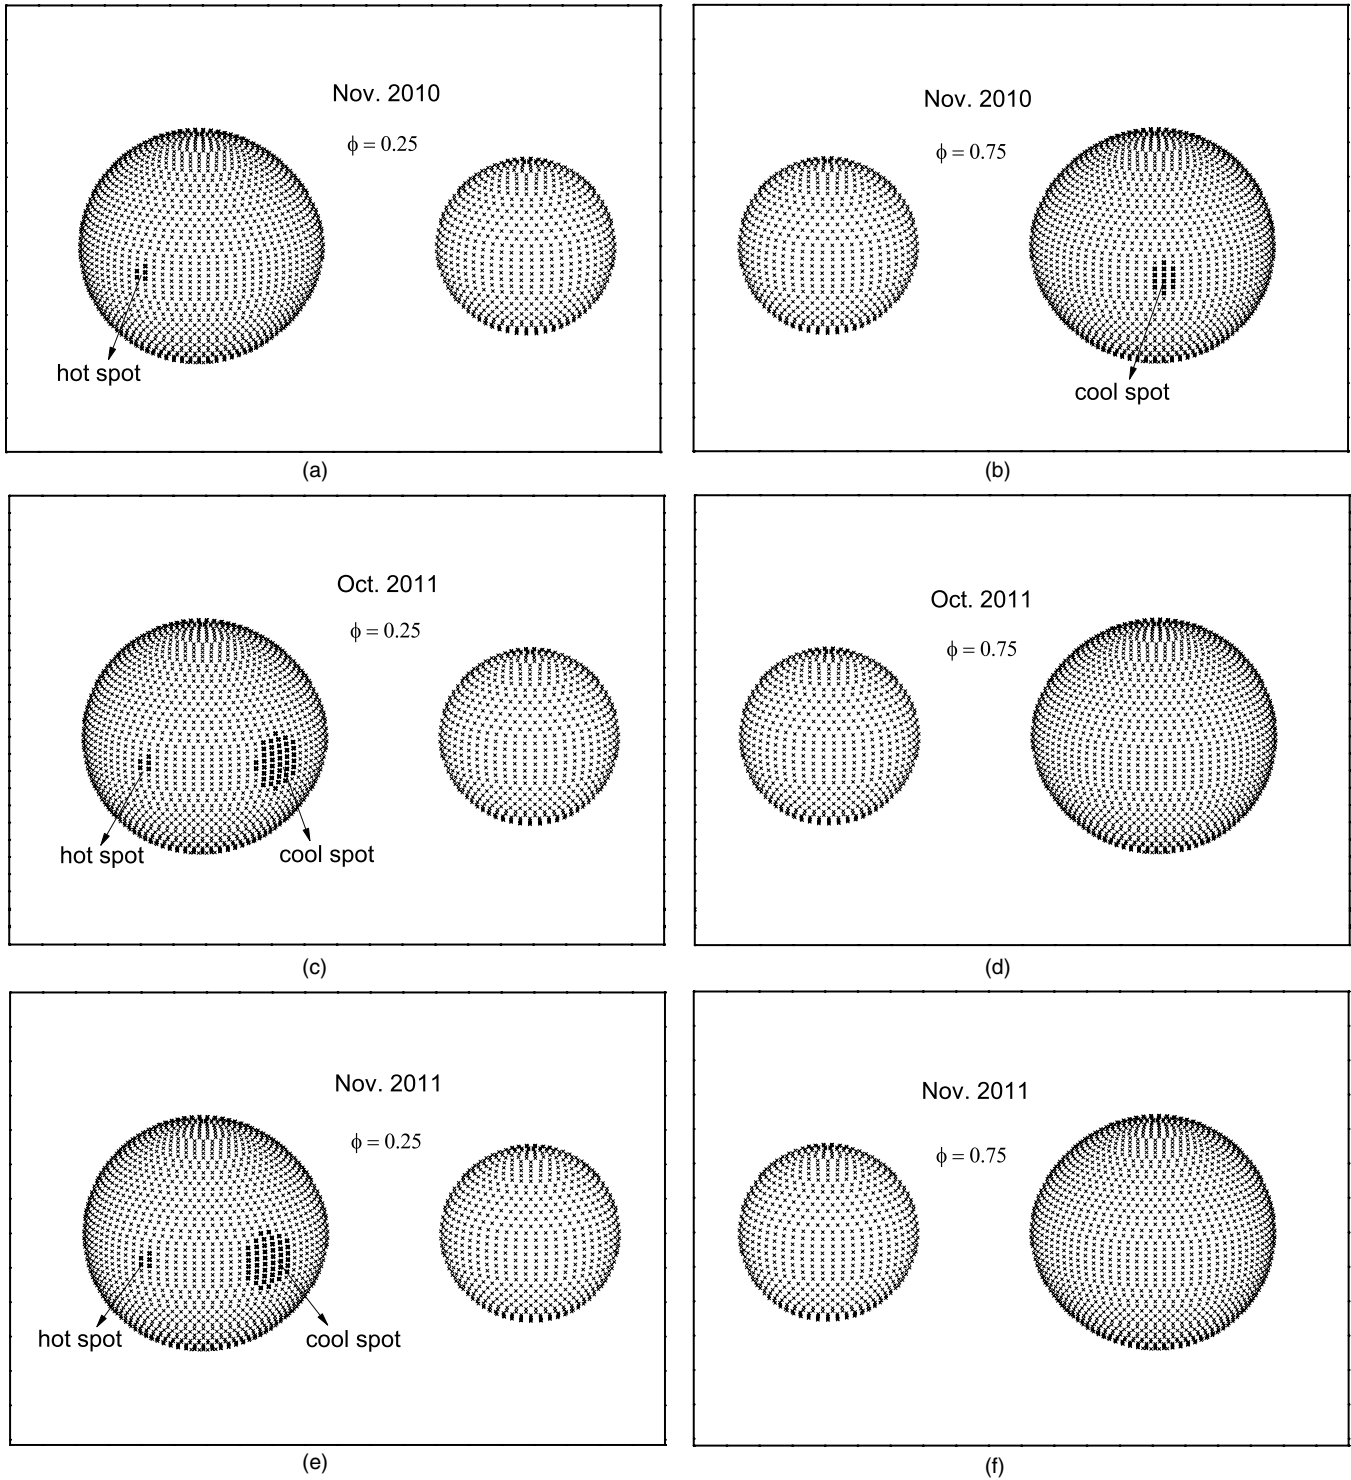 Nov. 2010
ϕ = 0.25
hot spot
(a)
Nov. 2010
ϕ = 0.75
cool spot
(b)
Oct. 2011
ϕ = 0.25
hot spot
cool spot
(c)
Oct. 2011
ϕ = 0.75
(d)
Nov. 2011
ϕ = 0.25
hot spot
cool spot
(e)
Nov. 2011
ϕ = 0.75
(f)